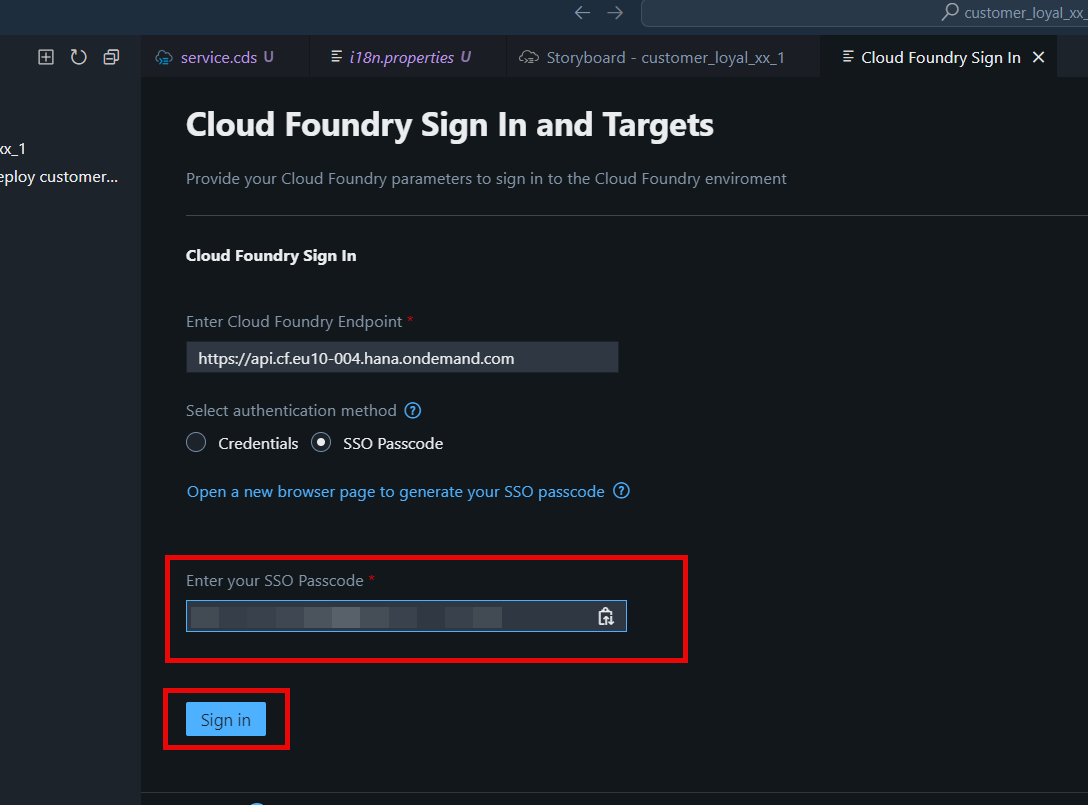 customer_loyal_xx_
service.cds U
i18n.properties U
Storyboard - customer_loyal_xx_1
Cloud Foundry Sign In
xx_1
eploy customer...
Cloud Foundry Sign In and Targets
Provide your Cloud Foundry parameters to sign in to the Cloud Foundry enviroment
Cloud Foundry Sign In
Enter Cloud Foundry Endpoint *
https://api.cf.eu10-004.hana.ondemand.com
Select authentication method ?
Credentials SSO Passcode
Open a new browser page to generate your SSO passcode ?
Enter your SSO Passcode *
Sign in